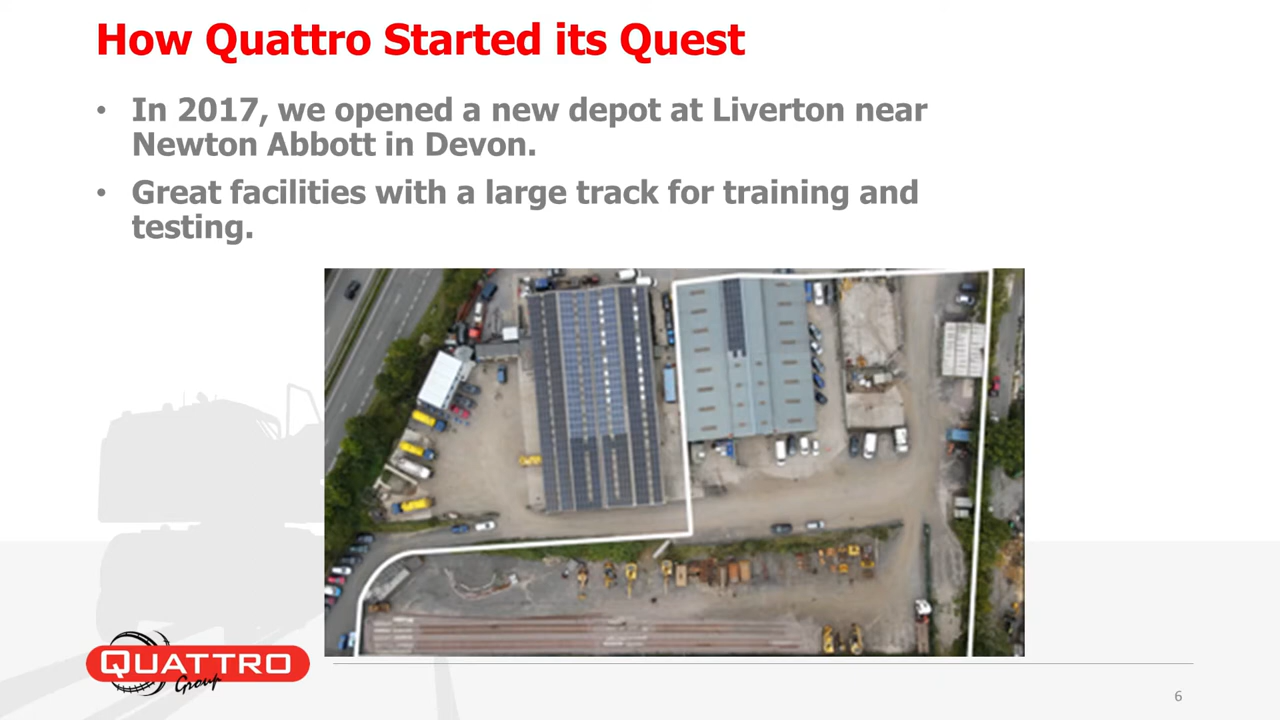 How Quattro Started its Quest
• In 2017, we opened a new depot at Liverton near
Newton Abbott in Devon.
• Great facilities with a large track for training and
testing.
QUATTRO
Group
6